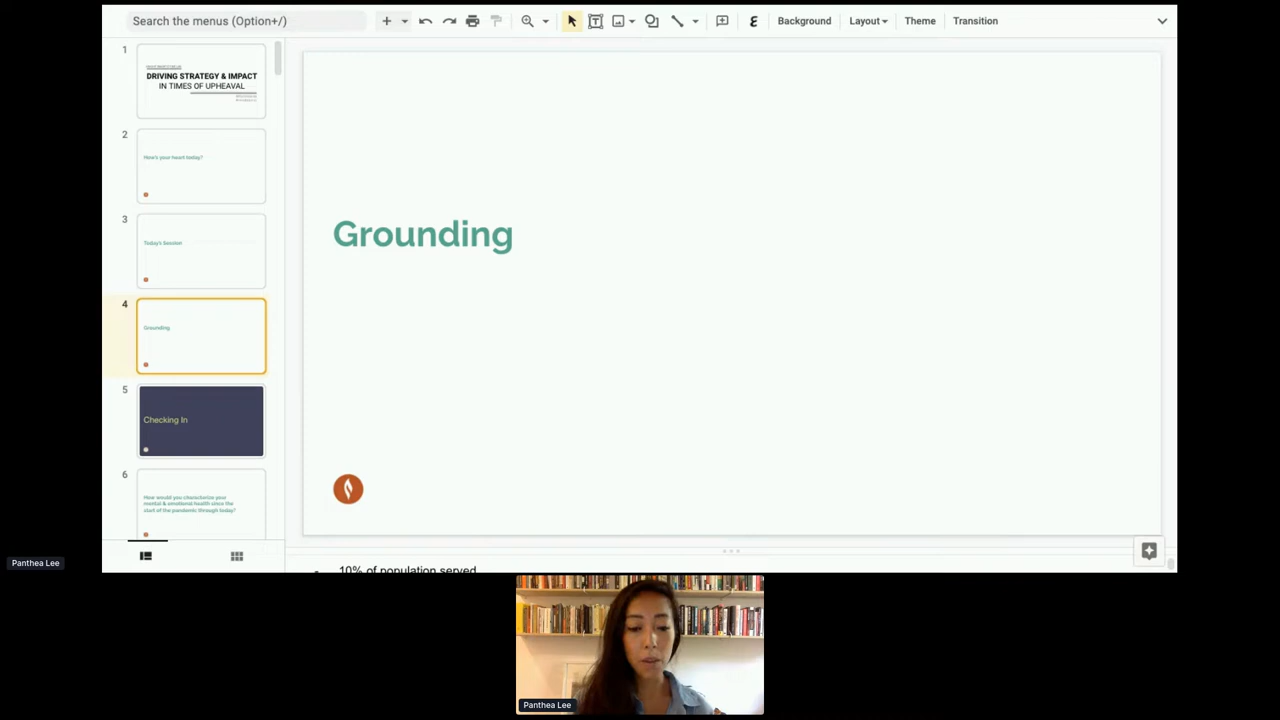 Search the menus (Option+/)
Background
Layout
Theme
Transition
1
DRIVING STRATEGY & IMPACT
IN TIMES OF UPHEAVAL
2
How's your heart today?
3
Today's Session
4
Grounding
5
Checking In
6
How would you characterize your
mental & emotional health since the
start of the pandemic through today?
Grounding
10% of population served
Panthea Lee
Panthea Lee